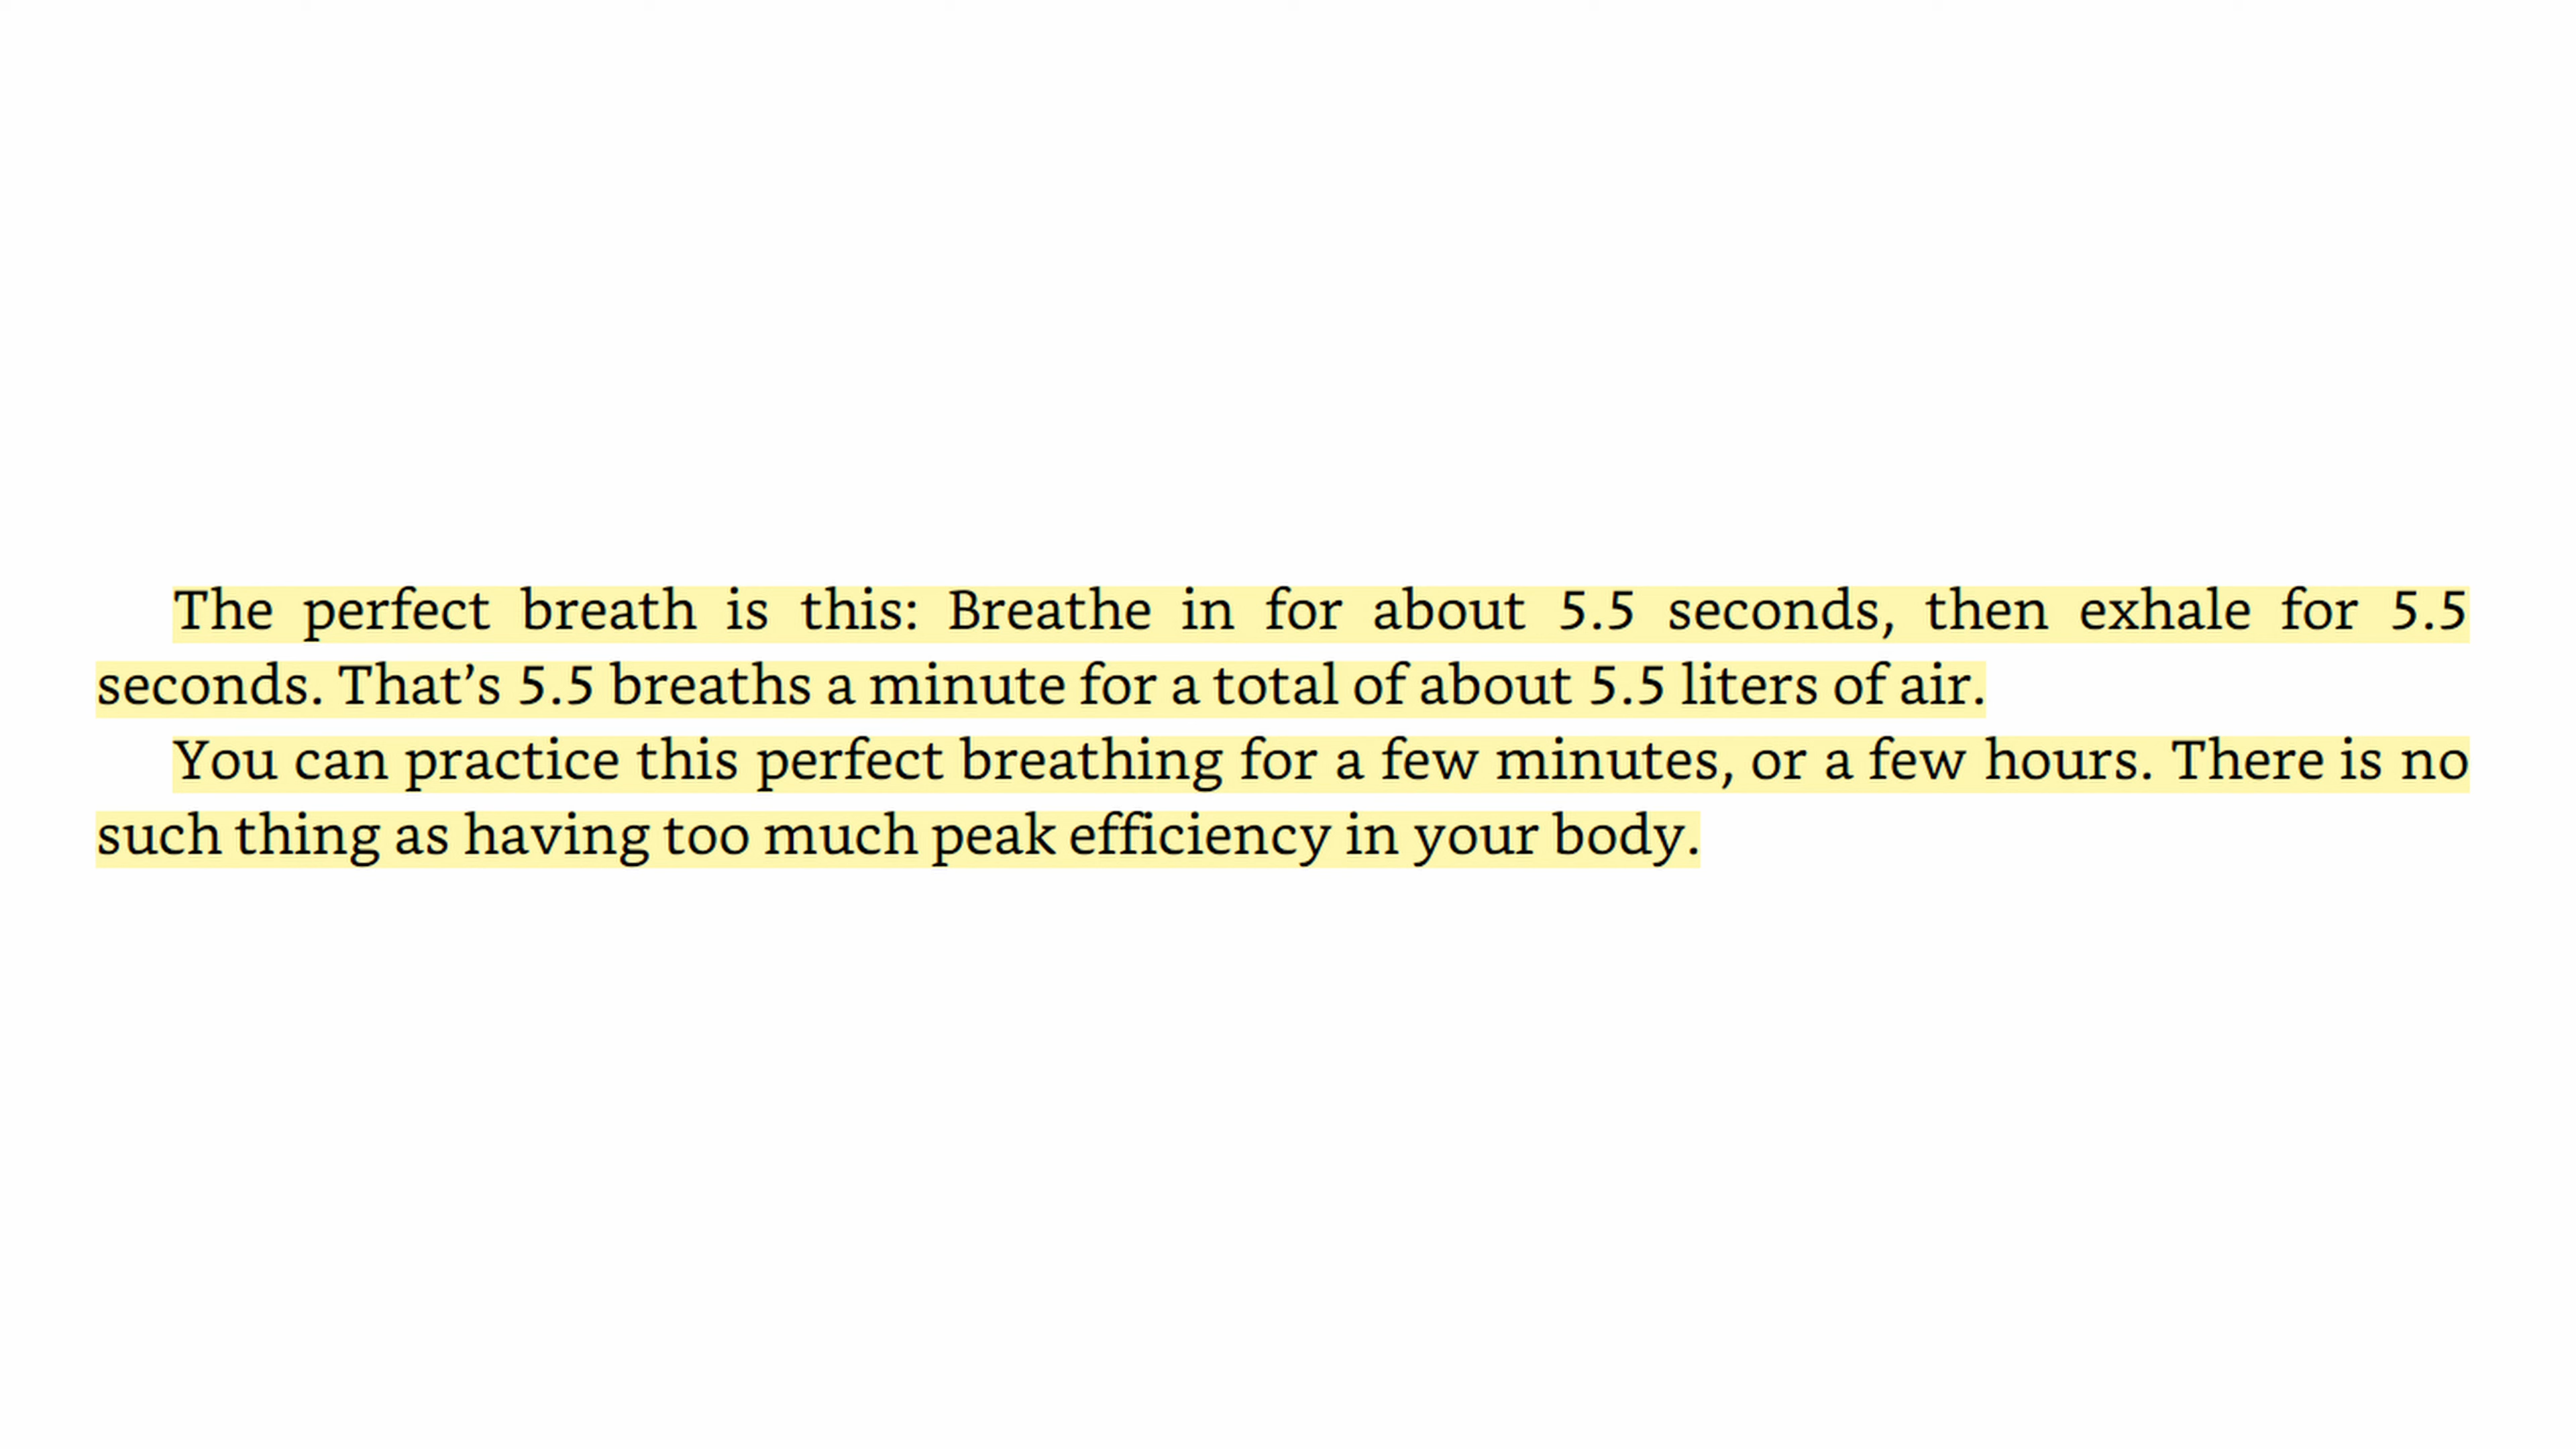 The perfect breath is this: Breathe in for about 5.5 seconds, then exhale for 5.5
seconds. That’s 5.5 breaths a minute for a total of about 5.5 liters of air.
You can practice this perfect breathing for a few minutes, or a few hours. There is no
such thing as having too much peak efficiency in your body.